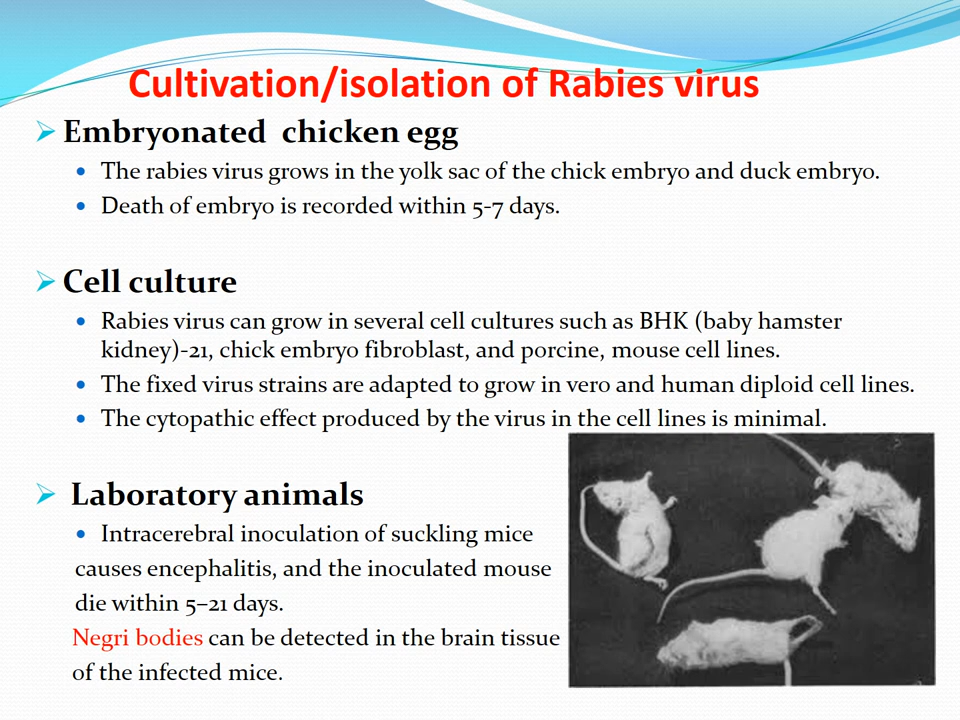 Cultivation/isolation of Rabies virus
Embryonated chicken egg
The rabies virus grows in the yolk sac of the chick embryo and duck embryo.
Death of embryo is recorded within 5-7 days.
Cell culture
Rabies virus can grow in several cell cultures such as BHK (baby hamster
kidney)-21, chick embryo fibroblast, and porcine, mouse cell lines.
The fixed virus strains are adapted to grow in vero and human diploid cell lines.
The cytopathic effect produced by the virus in the cell lines is minimal.
Laboratory animals
Intracerebral inoculation of suckling mice
causes encephalitis, and the inoculated mouse
die within 5–21 days.
Negri bodies can be detected in the brain tissue
of the infected mice.